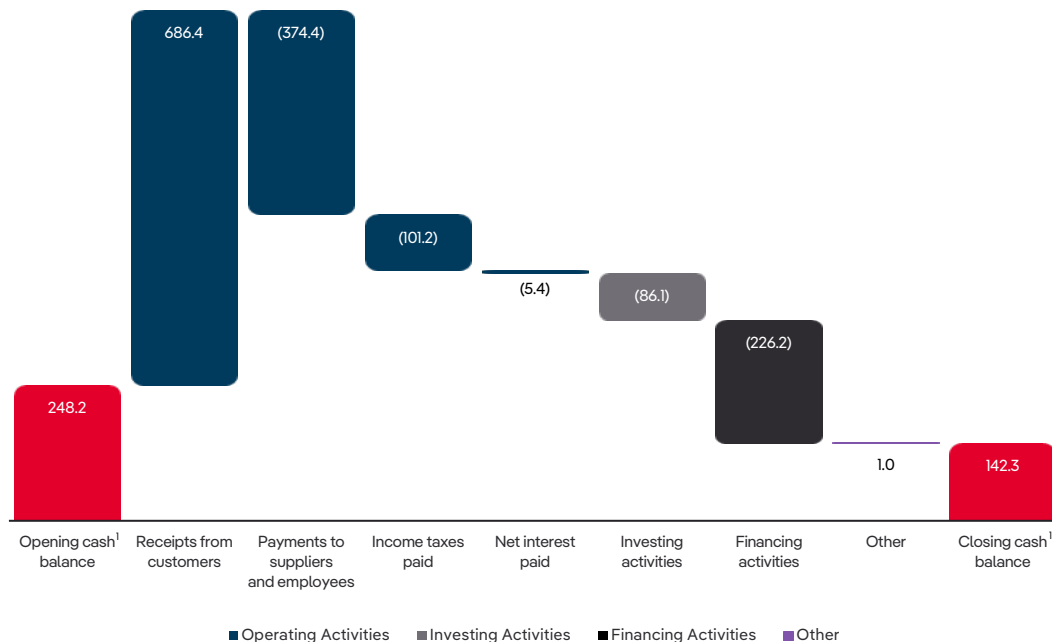 686.4
(374.4)
(101.2)
(5.4)
(86.1)
(226.2)
248.2
1.0
142.3
Opening cash¹
balance
Receipts from
customers
Payments to
suppliers
and employees
Income taxes
paid
Net interest
paid
Investing
activities
Financing
activities
Other
Closing cash¹
balance
Operating Activities
Investing Activities
Financing Activities
Other